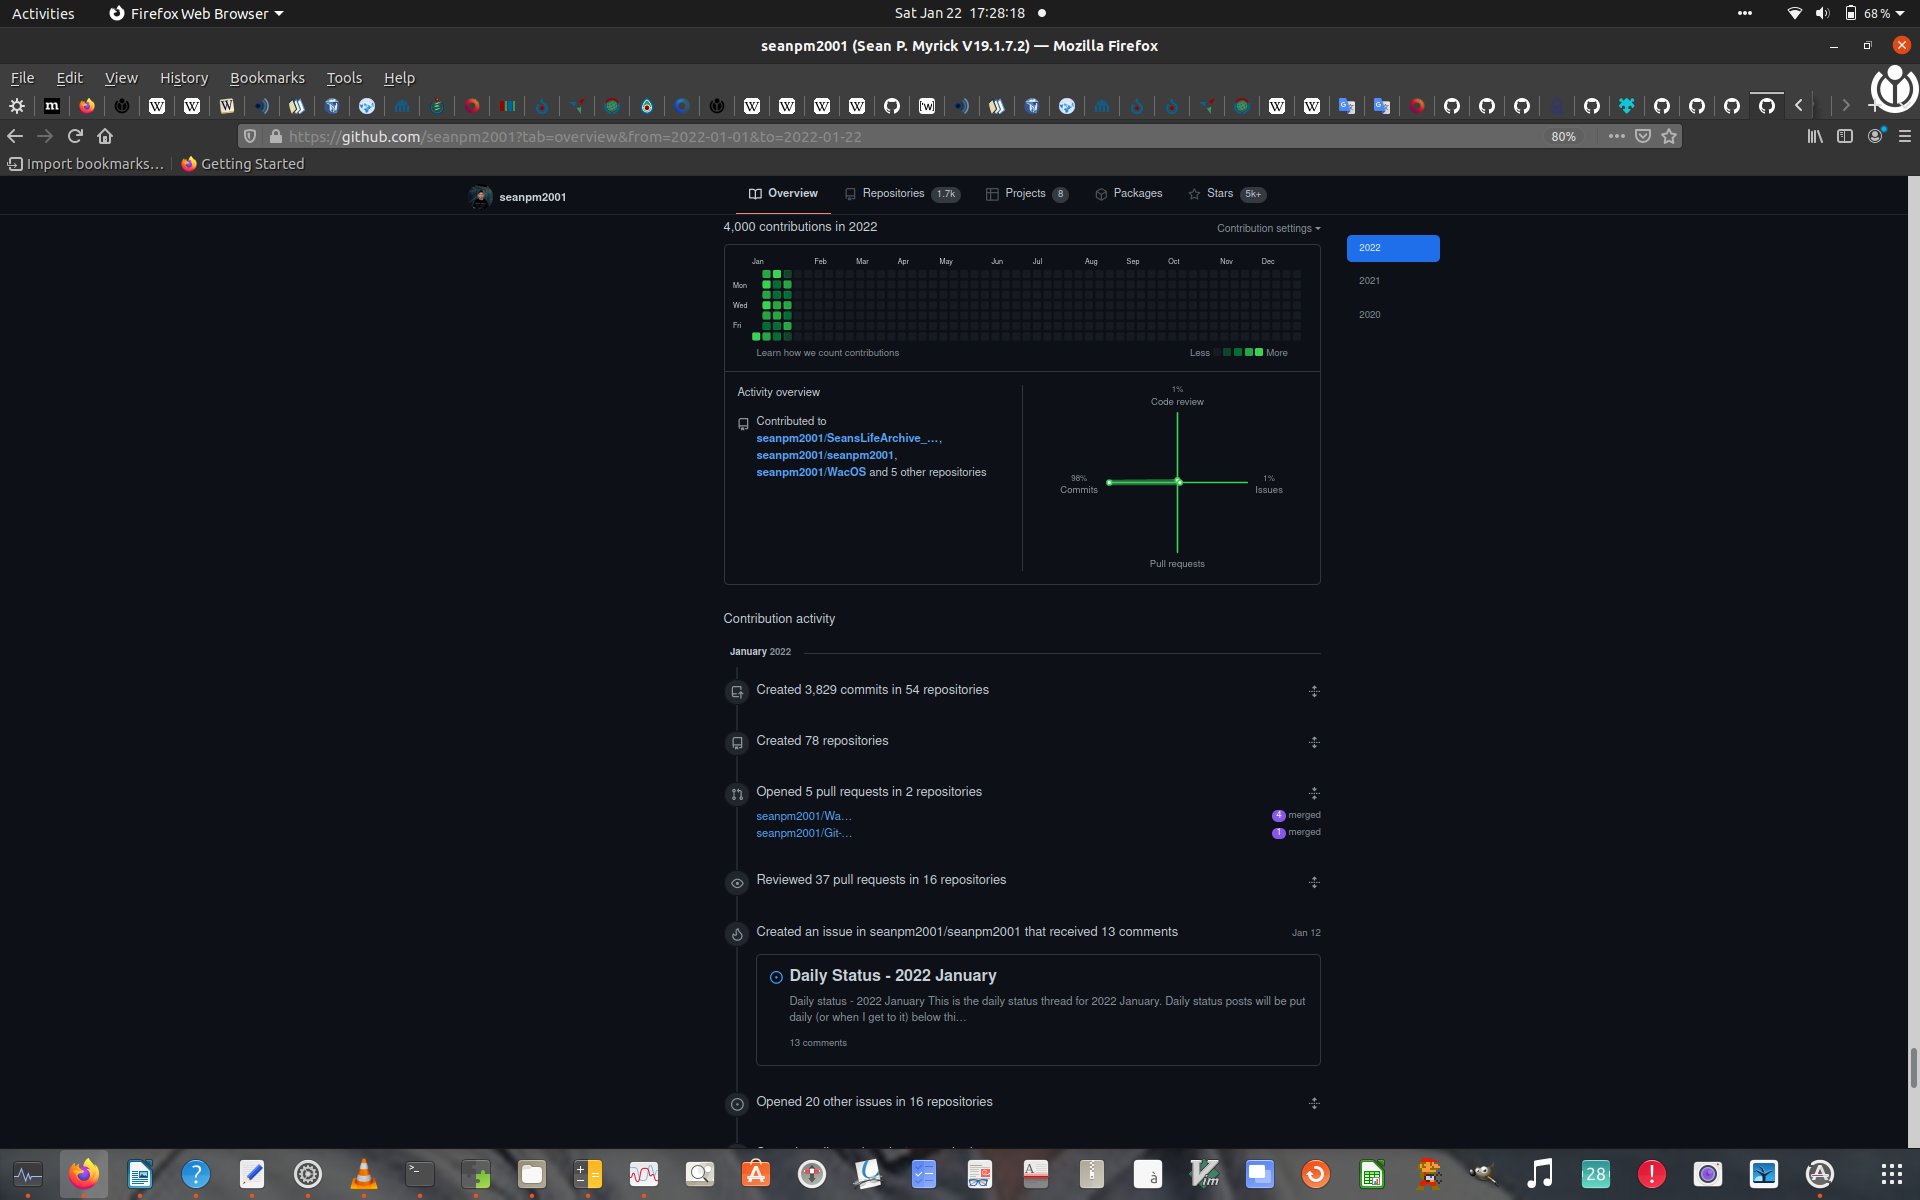 Activities
Firefox Web Browser
Sat Jan 22 17:28:18
68 %
seanpm2001 (Sean P. Myrick V19.1.7.2) — Mozilla Firefox
File Edit View History Bookmarks Tools Help
https://github.com/seanpm2001?tab=overview&from=2022-01-01&to=2022-01-22
80%
Import bookmarks…
Getting Started
seanpm2001
Overview
Repositories 1.7k
Projects 8
Packages
Stars 5k+
4,000 contributions in 2022
Contribution settings
2022
2021
2020
Jan Feb Mar Apr May Jun Jul Aug Sep Oct Nov Dec
Mon
Wed
Fri
Learn how we count contributions
Less More
Activity overview
Contributed to
seanpm2001/SeansLifeArchive_…,
seanpm2001/seanpm2001,
seanpm2001/WacOS and 5 other repositories
1%
Code review
98%
Commits
1%
Issues
Pull requests
Contribution activity
January 2022
Created 3,829 commits in 54 repositories
Created 78 repositories
Opened 5 pull requests in 2 repositories
seanpm2001/Wa… 4 merged
seanpm2001/Git-… 1 merged
Reviewed 37 pull requests in 16 repositories
Created an issue in seanpm2001/seanpm2001 that received 13 comments
Jan 12
Daily Status - 2022 January
Daily status - 2022 January This is the daily status thread for 2022 January. Daily status posts will be put
daily (or when I get to it) below thi…
13 comments
Opened 20 other issues in 16 repositories
28